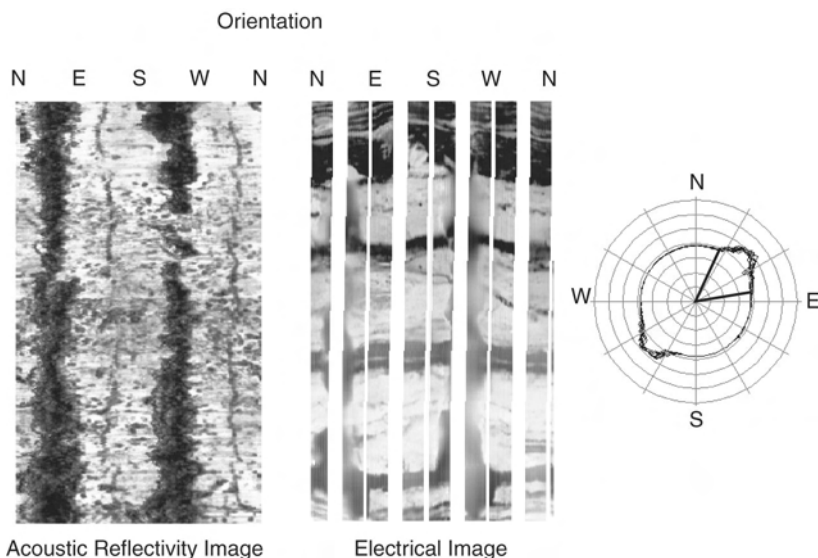 Orientation
N E S W N
N E S W N
N
W
E
S
Acoustic Reflectivity Image
Electrical Image